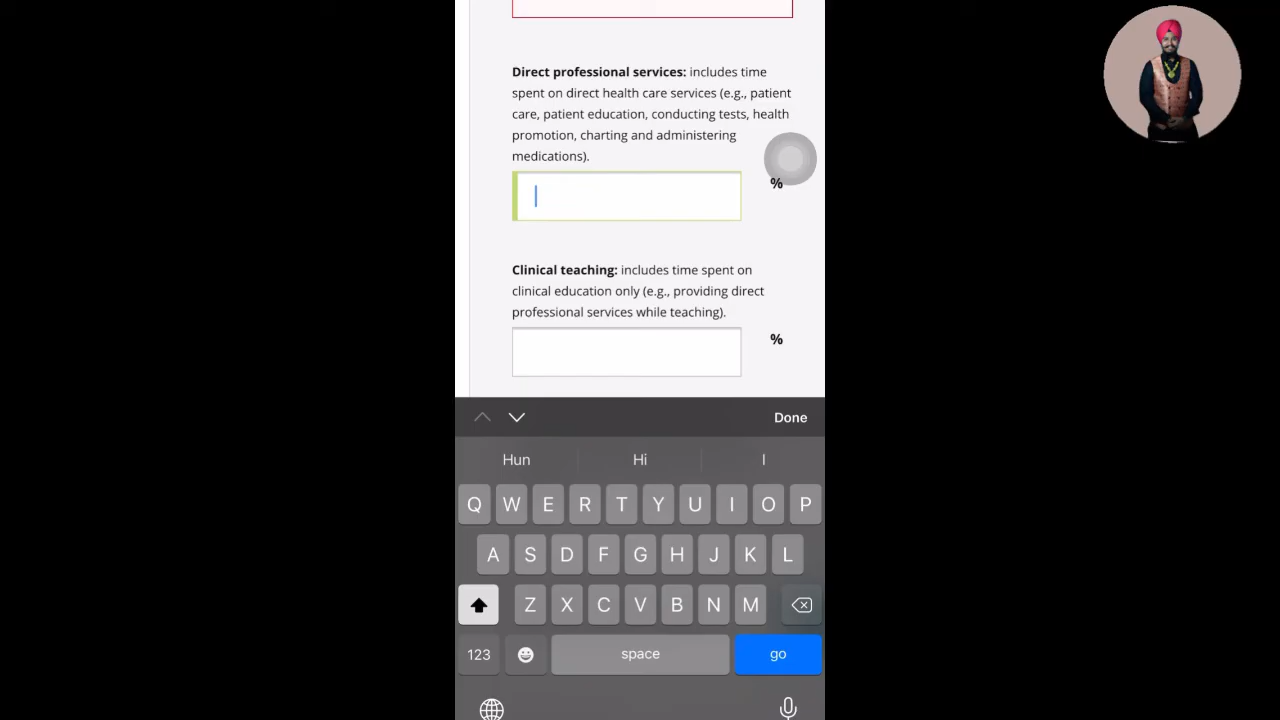 Direct professional services: includes time
spent on direct health care services (e.g., patient
care, patient education, conducting tests, health
promotion, charting and administering
medications).
%
Clinical teaching: includes time spent on
clinical education only (e.g., providing direct
professional services while teaching).
%
Done
Hun Hi I
Q W E R T Y U I O P
A S D F G H J K L
Z X C V B N M
123 space go